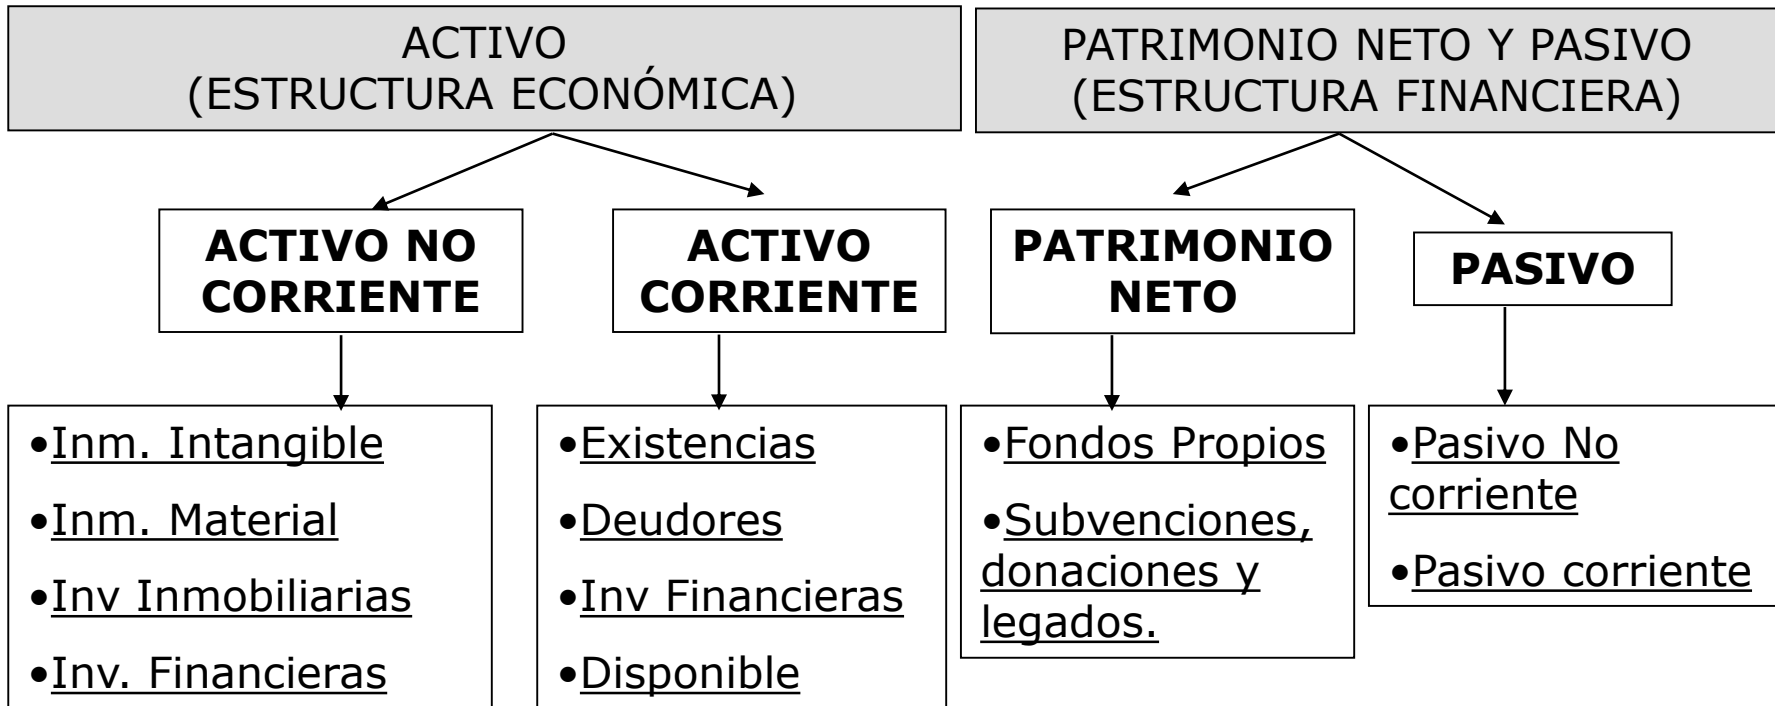 ACTIVO
(ESTRUCTURA ECONÓMICA)
PATRIMONIO NETO Y PASIVO
(ESTRUCTURA FINANCIERA)
ACTIVO NO
CORRIENTE
ACTIVO
CORRIENTE
PATRIMONIO
NETO
PASIVO
•Inm. Intangible
•Inm. Material
•Inv Inmobiliarias
•Inv. Financieras
•Existencias
•Deudores
•Inv Financieras
•Disponible
•Fondos Propios
•Subvenciones,
donaciones y
legados.
•Pasivo No
corriente
•Pasivo corriente